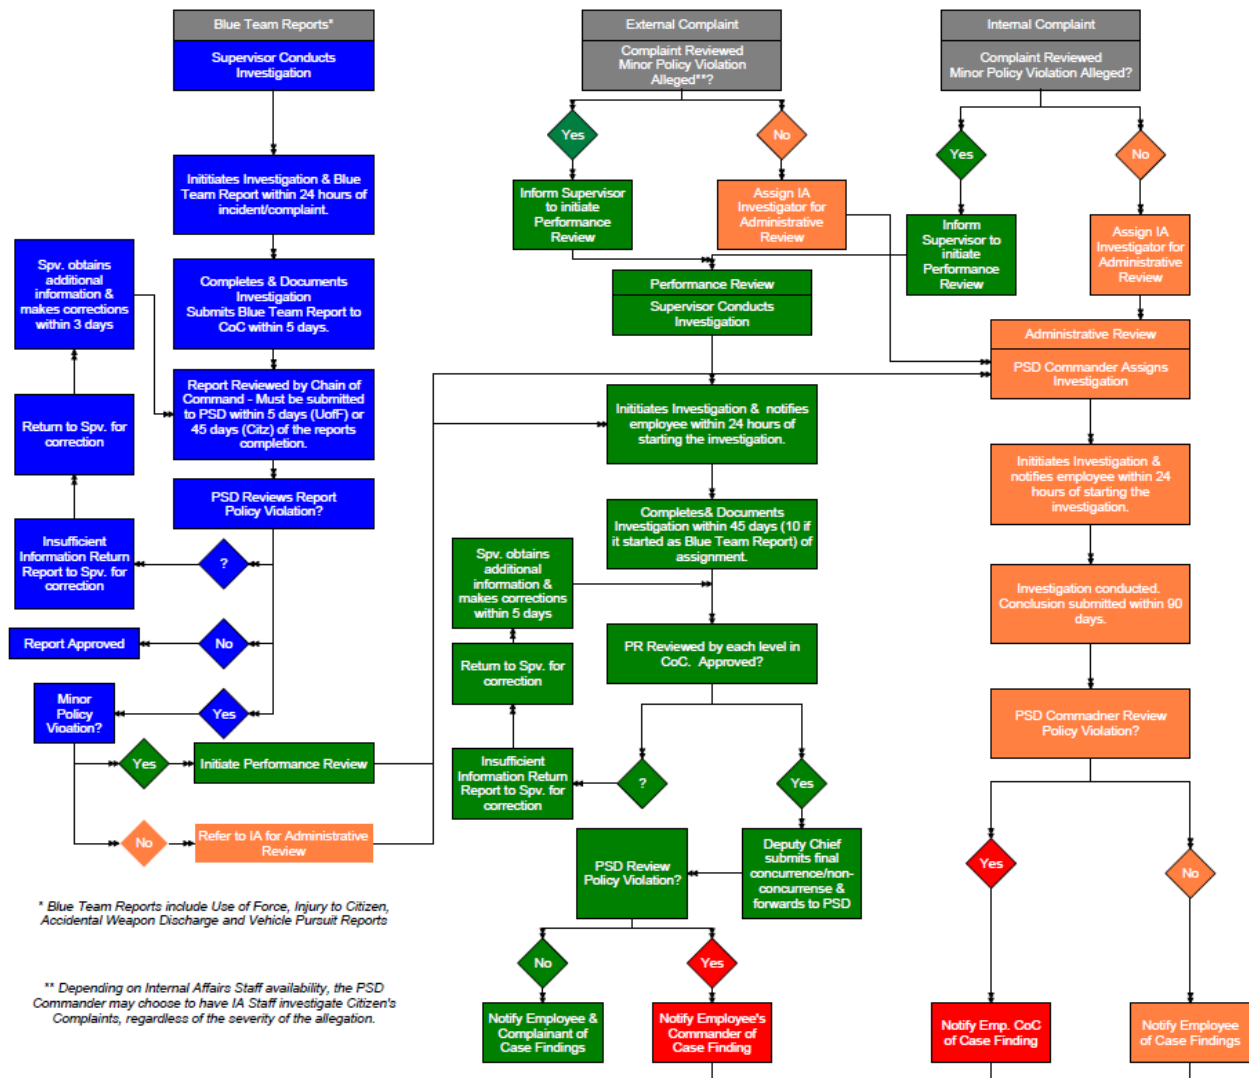 Blue Team Reports*
Supervisor Conducts
Investigation
Inititiates Investigation & Blue
Team Report within 24 hours of
incident/complaint.
Completes & Documents
Investigation
Submits Blue Team Report to
CoC within 5 days.
Report Reviewed by Chain of
Command - Must be submitted
to PSD within 5 days (UofF) or
45 days (Citz) of the reports
completion.
PSD Reviews Report
Policy Violation?
Spv. obtains
additional
information &
makes corrections
within 3 days
Return to Spv. for
correction
Insufficient
Information Return
Report to Spv. for
correction
?
Report Approved
No
Minor
Policy
Vioation?
Yes
Yes
Initiate Performance Review
No
Refer to IA for Administrative
Review
* Blue Team Reports include Use of Force, Injury to Citizen,
Accidental Weapon Discharge and Vehicle Pursuit Reports
** Depending on Internal Affairs Staff availability, the PSD
Commander may choose to have IA Staff investigate Citizen's
Complaints, regardless of the severity of the allegation.
External Complaint
Complaint Reviewed
Minor Policy Violation
Alleged**?
Yes
No
Inform Supervisor
to initiate
Performance
Review
Assign IA
Investigator for
Administrative
Review
Performance Review
Supervisor Conducts
Investigation
Inititiates Investigation & notifies
employee within 24 hours of
starting the investigation.
Completes& Documents
Investigation within 45 days (10 if
it started as Blue Team Report) of
assignment.
Spv. obtains
additional
information &
makes corrections
within 5 days
PR Reviewed by each level in
CoC. Approved?
Return to Spv. for
correction
Insufficient
Information Return
Report to Spv. for
correction
?
Yes
Deputy Chief
submits final
concurrence/non-
concurrense &
forwards to PSD
PSD Review
Policy Violation?
No
Yes
Notify Employee &
Complainant of
Case Findings
Notify Employee's
Commander of
Case Finding
Internal Complaint
Complaint Reviewed
Minor Policy Violation Alleged?
Yes
No
Inform
Supervisor to
initiate
Performance
Review
Assign IA
Investigator for
Administrative
Review
Administrative Review
PSD Commander Assigns
Investigation
Inititiates Investigation &
notifies employee within 24
hours of starting the
investigation.
Investigation conducted.
Conclusion submitted within 90
days.
PSD Commadner Review
Policy Violation?
Yes
No
Notify Emp. CoC
of Case Finding
Notify Employee
of Case Findings